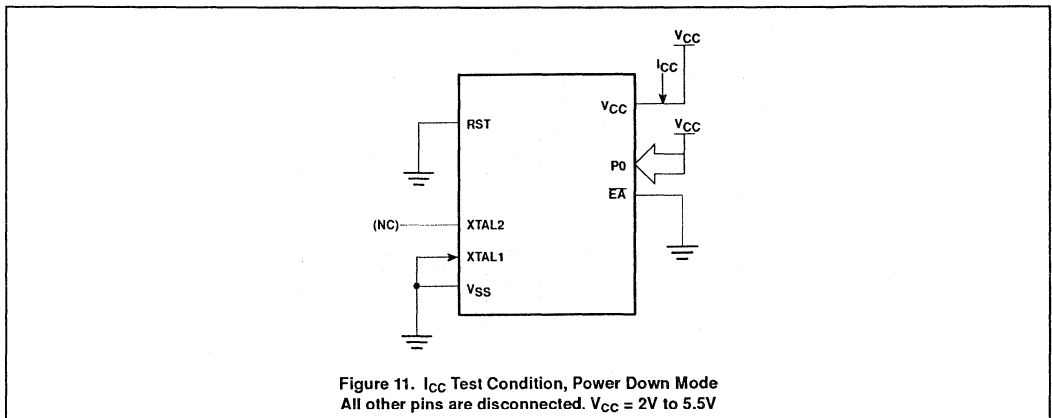 VCC
ICC
VCC
RST
VCC
P0
EA
(NC)
XTAL2
XTAL1
VSS
Figure 11. ICC Test Condition, Power Down Mode
All other pins are disconnected. VCC = 2V to 5.5V